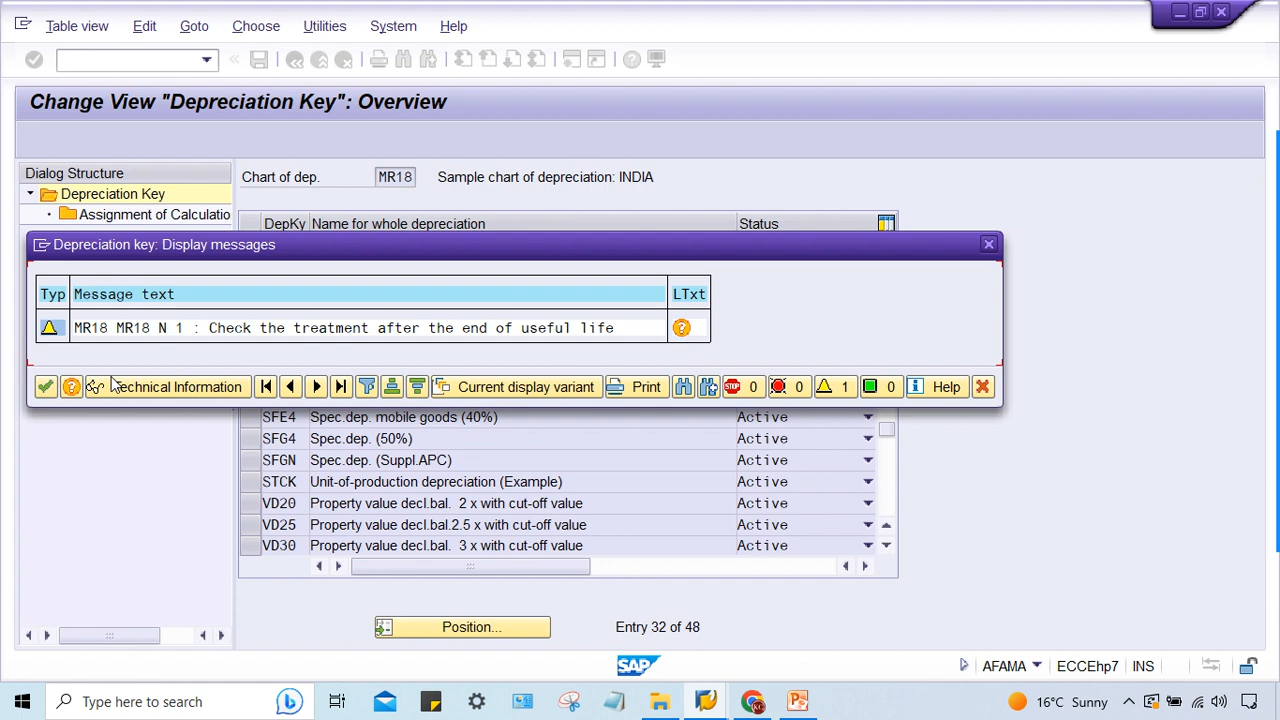 Table view Edit Goto Choose Utilities System Help
Change View "Depreciation Key": Overview
Dialog Structure
Depreciation Key
Assignment of Calculatio
Chart of dep. MR18 Sample chart of depreciation: INDIA
DepKy Name for whole depreciation Status
Depreciation key: Display messages
Typ Message text LTxt
MR18 MR18 N 1 : Check the treatment after the end of useful life
Technical Information Current display variant Print STOP 0 0 1 0 Help
SFE4 Spec.dep. mobile goods (40%) Active
SFG4 Spec.dep. (50%) Active
SFGN Spec.dep. (Suppl.APC) Active
STCK Unit-of-production depreciation (Example) Active
VD20 Property value decl.bal. 2 x with cut-off value Active
VD25 Property value decl.bal.2.5 x with cut-off value Active
VD30 Property value decl.bal. 3 x with cut-off value Active
Position... Entry 32 of 48
SAP AFAMA ECCEhp7 INS
Type here to search 16°C Sunny